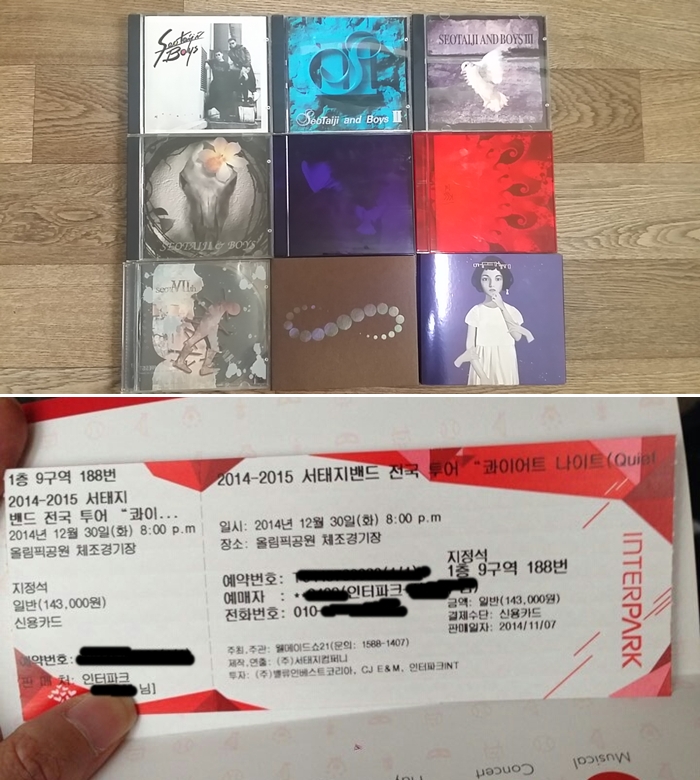 Seotaiji & Boys
Seotaiji and Boys II
SEOTAIJI AND BOYS III
SEOTAIJI & BOYS
VII
1층 9구역 188번
2014-2015 서태지
밴드 전국 투어 “콰이...
2014년 12월 30일(화) 8:00 p.m
올림픽공원 체조경기장
지정석
일반(143,000원)
신용카드
예약번호:
판 매 처: 인터파크
님]
2014-2015 서태지밴드 전국 투어 “콰이어트 나이트(Quiet
일시: 2014년 12월 30일(화) 8:00 p.m
장소: 올림픽공원 체조경기장
예약번호:
예매자 : (인터파크
전화번호: 010-
지정석
1층 9구역 188번
금액: 일반(143,000원)
결제수단: 신용카드
판매일자: 2014/11/07
주최,주관: 웰메이드쇼21(문의: 1588-1407)
제작,연출: (주)서태지컴퍼니
투자: (주)밸류인베스트코리아, CJ E&M, 인터파크INT
INTERPARK
Musical
Concert